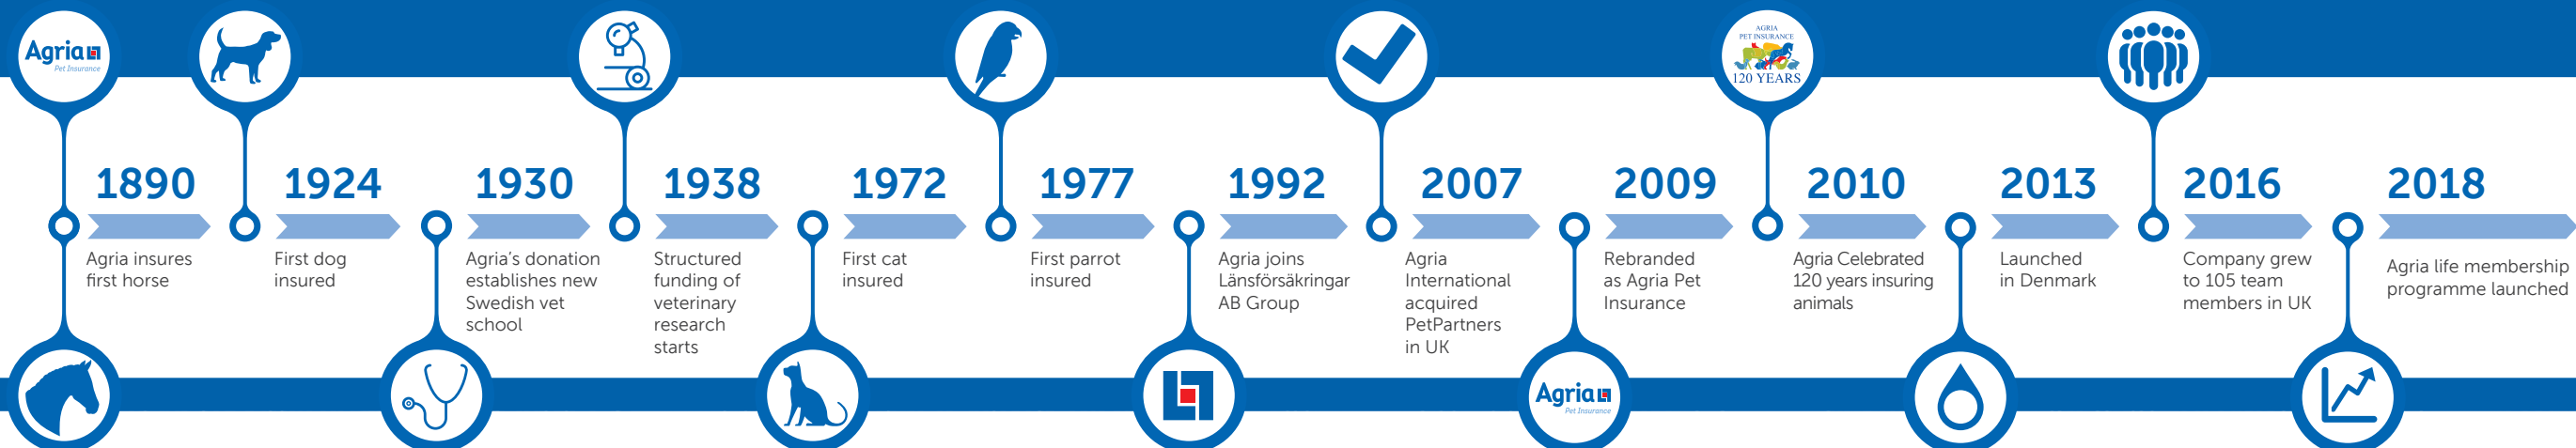 Agria
Pet Insurance
AGRIA
PET INSURANCE
120 YEARS
1890
Agria insures
first horse
1924
First dog
insured
1930
Agria’s donation
establishes new
Swedish vet
school
1938
Structured
funding of
veterinary
research
starts
1972
First cat
insured
1977
First parrot
insured
1992
Agria joins
Länsförsäkringar
AB Group
2007
Agria
International
acquired
PetPartners
in UK
2009
Rebranded
as Agria Pet
Insurance
2010
Agria Celebrated
120 years insuring
animals
2013
Launched
in Denmark
2016
Company grew
to 105 team
members in UK
2018
Agria life membership
programme launched
Agria
Pet Insurance